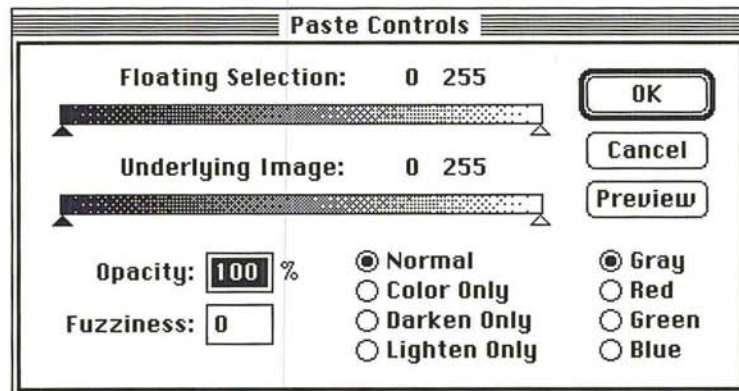 Paste Controls
Floating Selection: 0 255
OK
Underlying Image: 0 255
Cancel
Preview
Opacity: 100 %
Fuzziness: 0
Normal
Color Only
Darken Only
Lighten Only
Gray
Red
Green
Blue